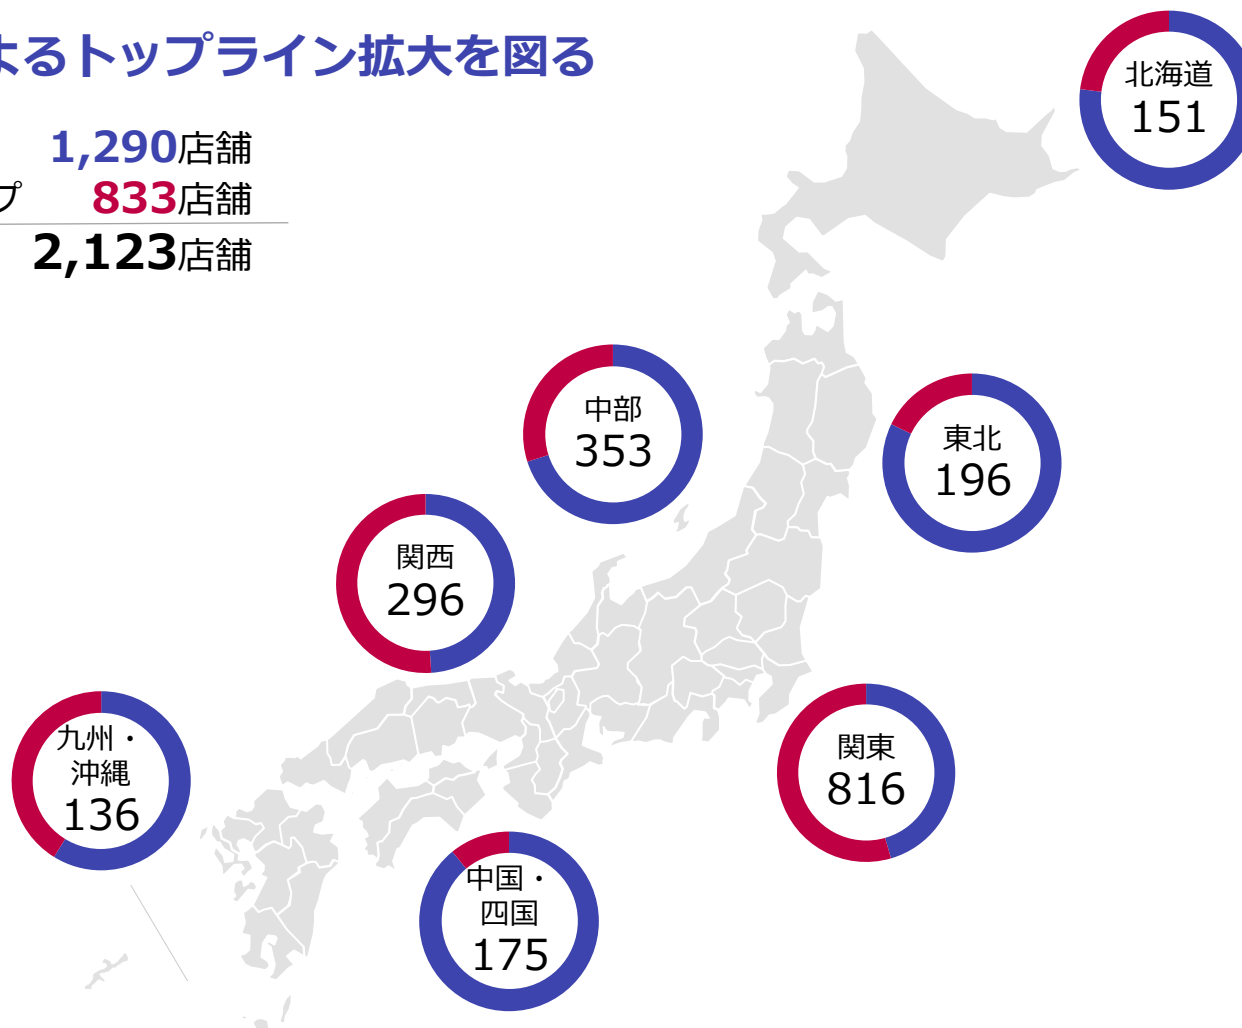 よるトップライン拡大を図る
1,290店舗
プ 833店舗
2,123店舗
北海道
151
中部
353
東北
196
関西
296
九州・
沖縄
136
関東
816
中国・
四国
175